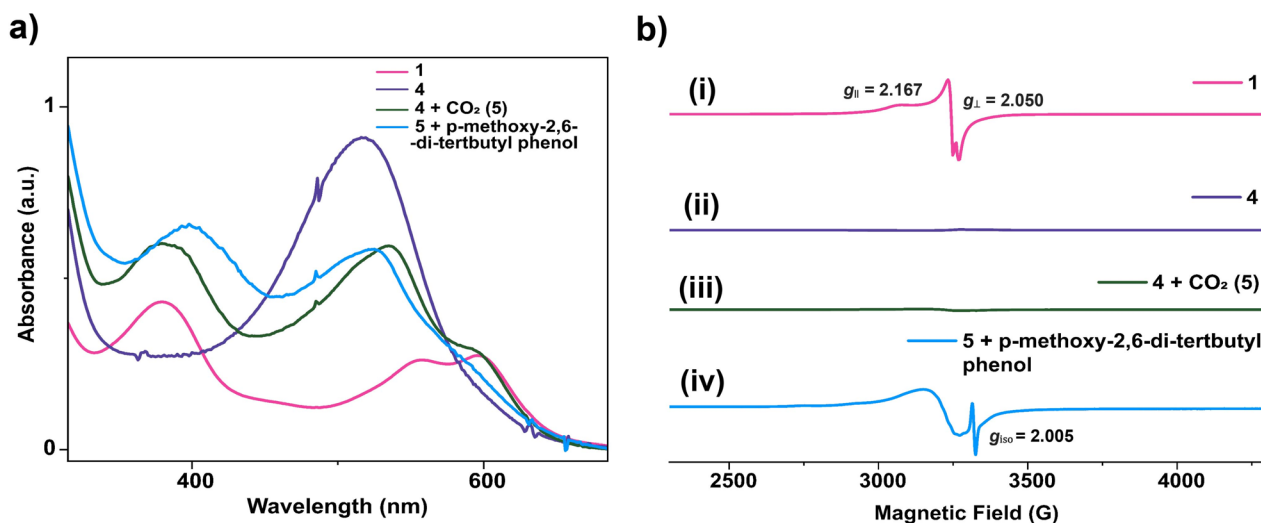 a)
1
4
4 + CO₂ (5)
5 + p-methoxy-2,6-
-di-tertbutyl phenol
1
0
Absorbance (a.u.)
400
600
Wavelength (nm)
b)
(i)
g∥ = 2.167
g⊥ = 2.050
1
(ii)
4
(iii)
4 + CO₂ (5)
(iv)
5 + p-methoxy-2,6-di-tertbutyl
phenol
giso = 2.005
2500
3000
3500
4000
Magnetic Field (G)